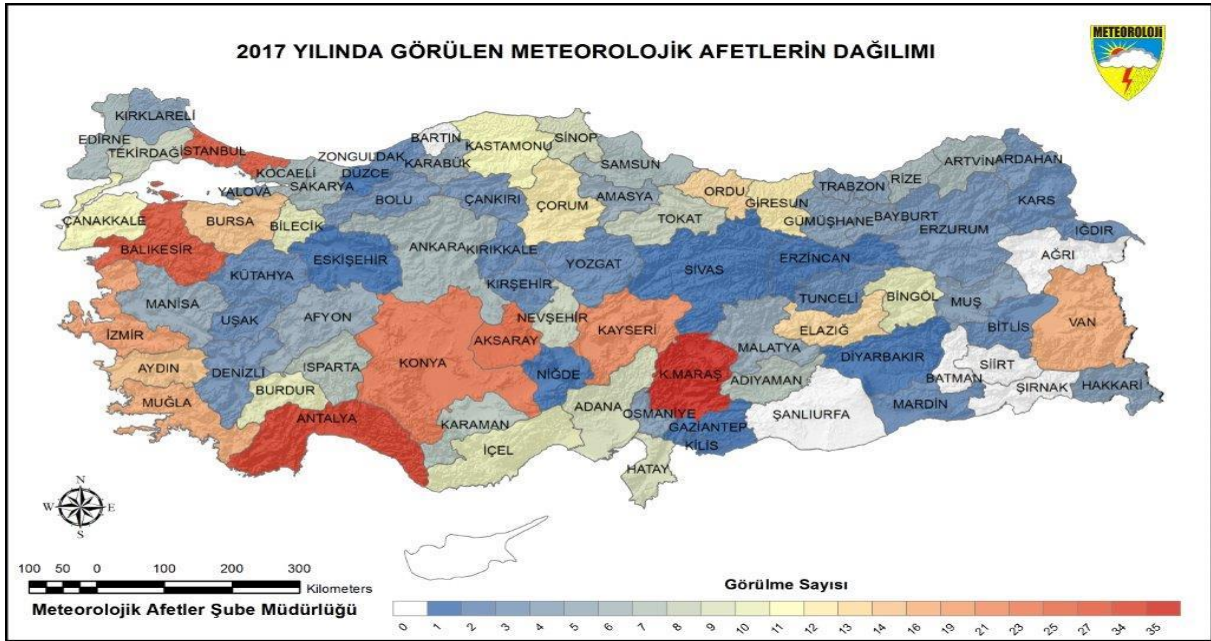 METEOROLOJİ
2017 YILINDA GÖRÜLEN METEOROLOJİK AFETLERİN DAĞILIMI
KIRKLARELİ
EDİRNE
TEKİRDAĞ
İSTANBUL
KOCAELİ
YALOVA
SAKARYA
DÜZCE
ZONGULDAK
BARTIN
KARABÜK
KASTAMONU
SİNOP
SAMSUN
ORDU
GİRESUN
TRABZON
RİZE
ARTVİN
ARDAHAN
KARS
IĞDIR
AĞRI
ERZURUM
BAYBURT
GÜMÜŞHANE
AMASYA
TOKAT
ÇORUM
ÇANKIRI
BOLU
ANKARA
KIRIKKALE
YOZGAT
SIVAS
ERZİNCAN
TUNCELİ
BİNGÖL
MUŞ
BİTLİS
VAN
HAKKARİ
ŞIRNAK
SİİRT
BATMAN
MARDİN
DİYARBAKIR
ELAZIĞ
MALATYA
ADIYAMAN
ŞANLIURFA
GAZİANTEP
KİLİS
OSMANİYE
HATAY
K.MARAŞ
KAYSERİ
NEVŞEHİR
KIRŞEHİR
AKSARAY
NİĞDE
ADANA
İÇEL
KARAMAN
KONYA
ANTALYA
BURDUR
ISPARTA
AFYON
ESKİŞEHİR
KÜTAHYA
BİLECİK
BURSA
ÇANAKKALE
BALIKESİR
MANİSA
UŞAK
İZMİR
AYDIN
DENİZLİ
MUĞLA
N
W E
S
100 50 0 100 200 300
Kilometers
Meteorolojik Afetler Şube Müdürlüğü
Görülme Sayısı
0 1 2 3 4 5 6 7 8 9 10 11 12 13 14 16 19 21 23 25 27 34 35